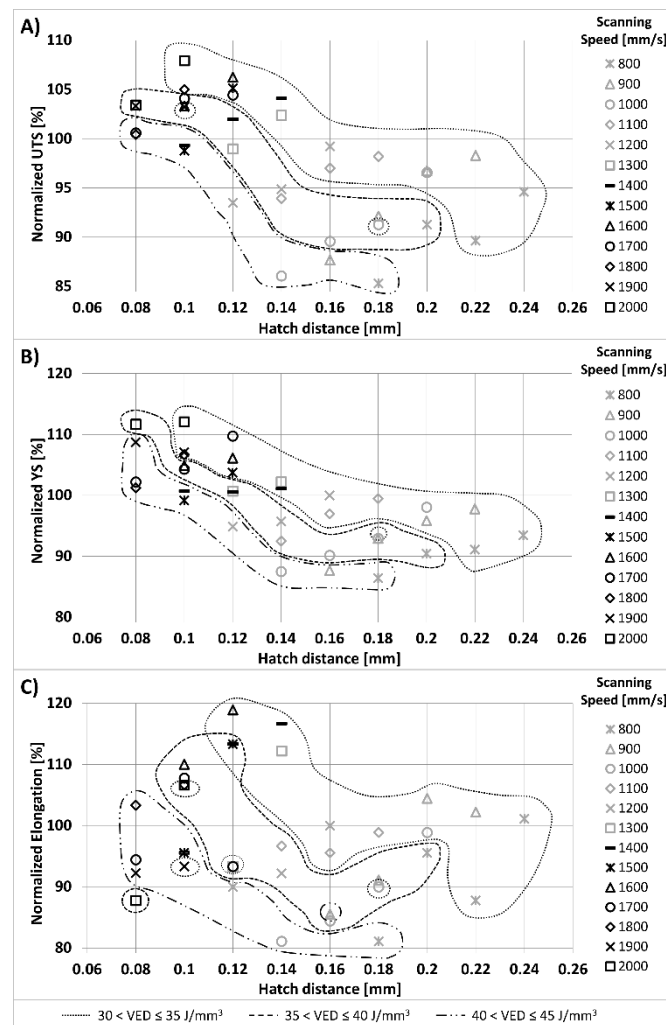 A)
Normalized UTS [%]
110
105
100
95
90
85
0.06 0.08 0.1 0.12 0.14 0.16 0.18 0.2 0.22 0.24 0.26
Hatch distance [mm]
Scanning
Speed [mm/s]
800
900
1000
1100
1200
1300
1400
1500
1600
1700
1800
1900
2000
B)
Normalized YS [%]
120
110
100
90
80
0.06 0.08 0.1 0.12 0.14 0.16 0.18 0.2 0.22 0.24 0.26
Hatch distance [mm]
Scanning
Speed [mm/s]
800
900
1000
1100
1200
1300
1400
1500
1600
1700
1800
1900
2000
C)
Normalized Elongation [%]
120
110
100
90
80
0.06 0.08 0.1 0.12 0.14 0.16 0.18 0.2 0.22 0.24 0.26
Hatch distance [mm]
Scanning
Speed [mm/s]
800
900
1000
1100
1200
1300
1400
1500
1600
1700
1800
1900
2000
30 < VED ≤ 35 J/mm³ 35 < VED ≤ 40 J/mm³ 40 < VED ≤ 45 J/mm³